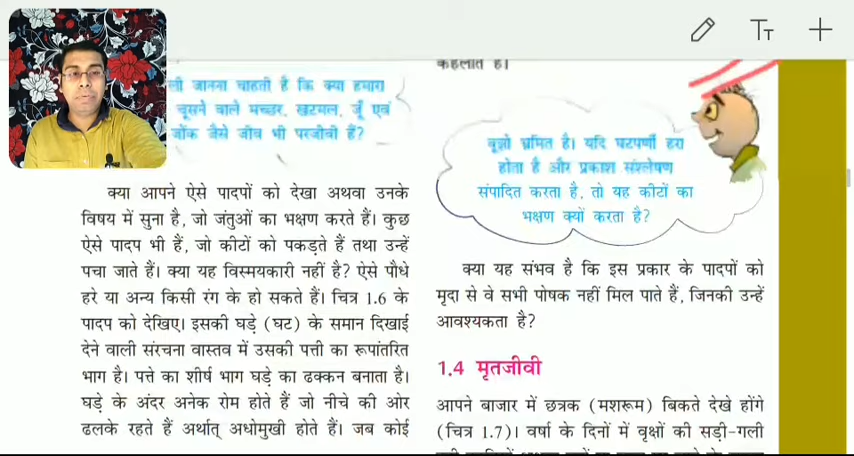 ली जानना चाहती है कि क्या हमारा
चूसने वाले मच्छर, खटमल, जूँ एवं
जोंक जैसे जीव भी परजीवी हैं?
क्या आपने ऐसे पादपों को देखा अथवा उनके
विषय में सुना है, जो जंतुओं का भक्षण करते हैं। कुछ
ऐसे पादप भी हैं, जो कीटों को पकड़ते हैं तथा उन्हें
पचा जाते हैं। क्या यह विस्मयकारी नहीं है? ऐसे पौधे
हरे या अन्य किसी रंग के हो सकते हैं। चित्र 1.6 के
पादप को देखिए। इसकी घड़े (घट) के समान दिखाई
देने वाली संरचना वास्तव में उसकी पत्ती का रूपांतरित
भाग है। पत्ते का शीर्ष भाग घड़े का ढक्कन बनाता है।
घड़े के अंदर अनेक रोम होते हैं जो नीचे की ओर
ढलके रहते हैं अर्थात् अधोमुखी होते हैं। जब कोई
कहलाते हैं।
बूझो भ्रमित है। यदि घटपर्णी हरा
होता है और प्रकाश संश्लेषण
संपादित करता है, तो यह कीटों का
भक्षण क्यों करता है?
क्या यह संभव है कि इस प्रकार के पादपों को
मृदा से वे सभी पोषक नहीं मिल पाते हैं, जिनकी उन्हें
आवश्यकता है?
1.4 मृतजीवी
आपने बाजार में छत्रक (मशरूम) बिकते देखे होंगे
(चित्र 1.7)। वर्षा के दिनों में वृक्षों की सड़ी-गली